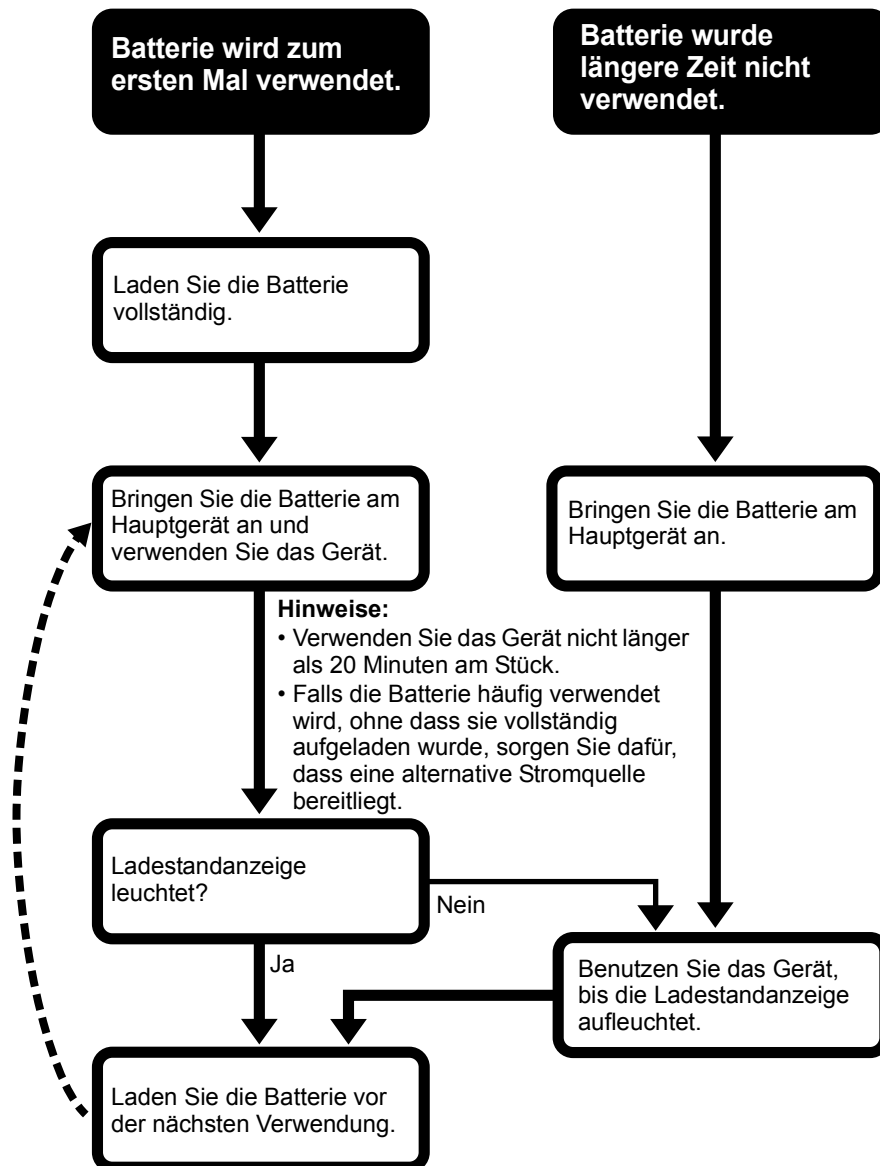 Batterie wird zum
ersten Mal verwendet.
Batterie wurde
längere Zeit nicht
verwendet.
Laden Sie die Batterie
vollständig.
Bringen Sie die Batterie am
Hauptgerät an und
verwenden Sie das Gerät.
Bringen Sie die Batterie am
Hauptgerät an.
Hinweise:
• Verwenden Sie das Gerät nicht länger
als 20 Minuten am Stück.
• Falls die Batterie häufig verwendet
wird, ohne dass sie vollständig
aufgeladen wurde, sorgen Sie dafür,
dass eine alternative Stromquelle
bereitliegt.
Ladestandanzeige
leuchtet?
Nein
Ja
Benutzen Sie das Gerät,
bis die Ladestandanzeige
aufleuchtet.
Laden Sie die Batterie vor
der nächsten Verwendung.